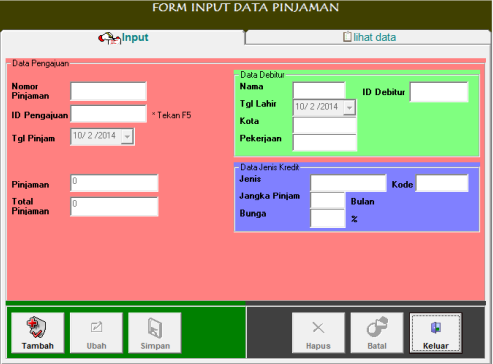 FORM INPUT DATA PINJAMAN
Input
lihat data
Data Pengajuan
Nomor Pinjaman
ID Pengajuan
* Tekan F5
Tgl Pinjam
10/ 2 /2014
Pinjaman
0
Total Pinjaman
0
Data Debitur
Nama
ID Debitur
Tgl Lahir
10/ 2 /2014
Kota
Pekerjaan
Data Jenis Kredit
Jenis
Kode
Jangka Pinjam
Bulan
Bunga
%
Tambah
Ubah
Simpan
Hapus
Batal
Keluar